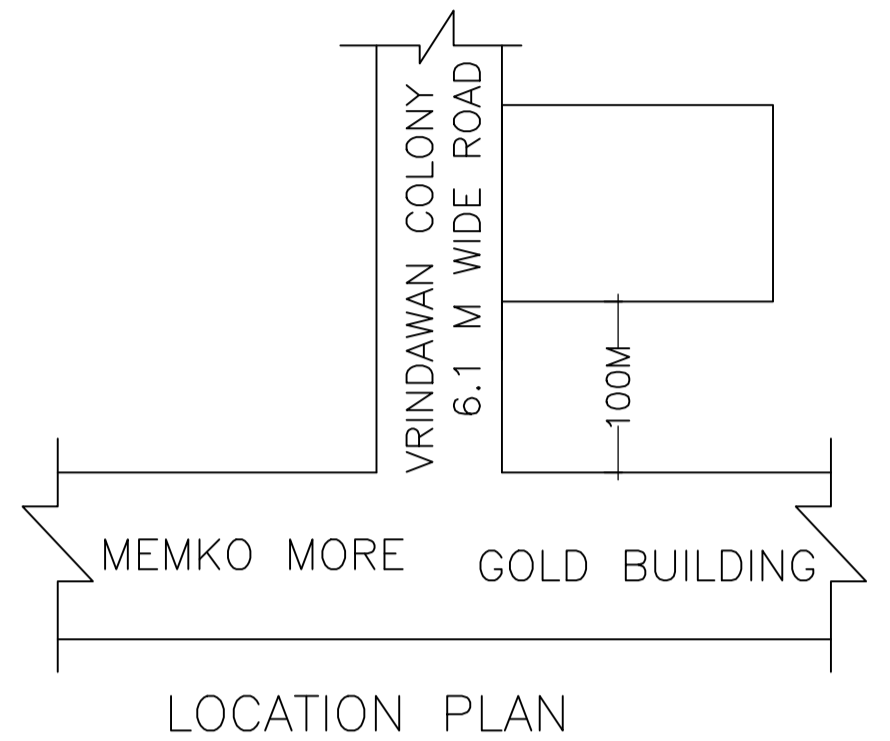 VRINDAWAN COLONY
6.1 M WIDE ROAD
100M
MEMKO MORE
GOLD BUILDING
LOCATION PLAN